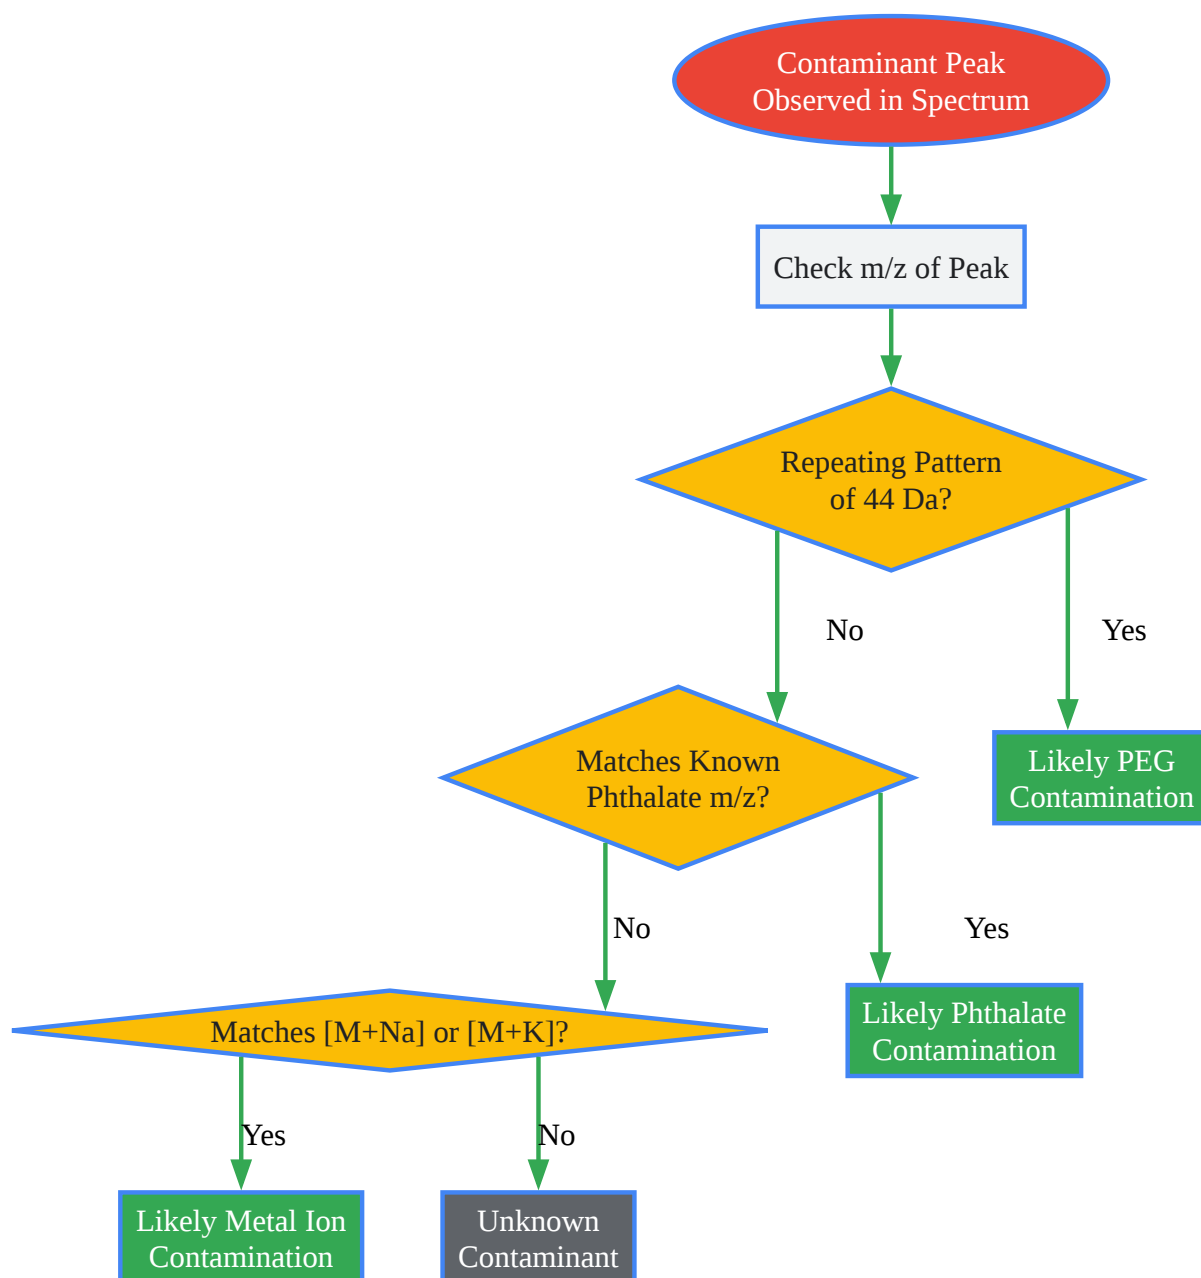 Contaminant Peak
Observed in Spectrum
Check m/z of Peak
Repeating Pattern
of 44 Da?
No
Yes
Matches Known
Phthalate m/z?
Likely PEG
Contamination
No
Yes
Matches [M+Na] or [M+K]?
Likely Phthalate
Contamination
Yes
No
Likely Metal Ion
Contamination
Unknown
Contaminant